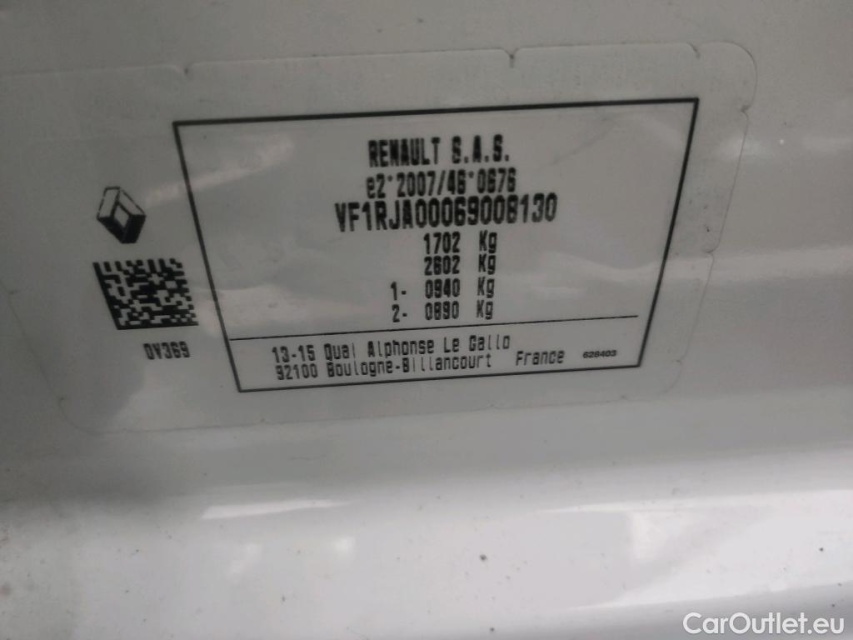 RENAULT S.A.S.
e2*2007/46*0676
VF1RJA00069008130
1702 Kg
2602 Kg
1- 0940 Kg
2- 0890 Kg
0V369
13-15 Quai Alphonse Le Gallo
92100 Boulogne-Billancourt France 628403
CarOutlet.eu